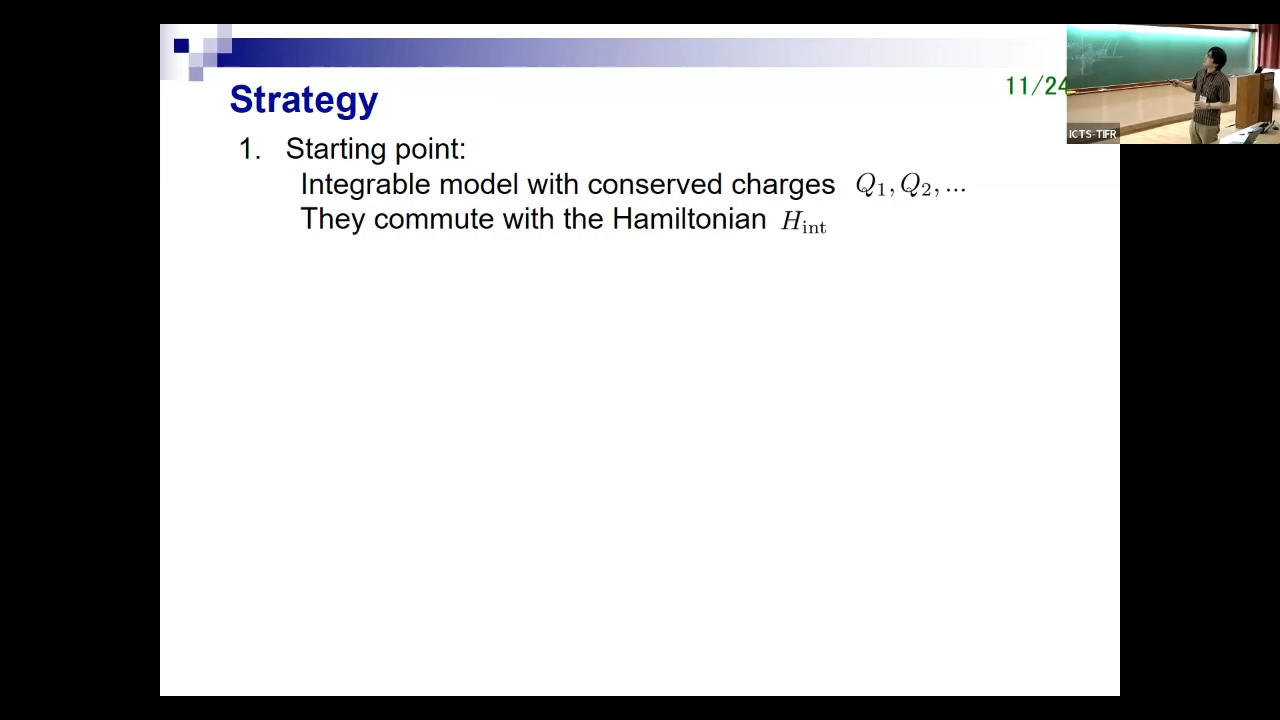 Strategy
11/24
1. Starting point:
Integrable model with conserved charges Q₁, Q₂, ...
They commute with the Hamiltonian H_int
ICTS-TIFR